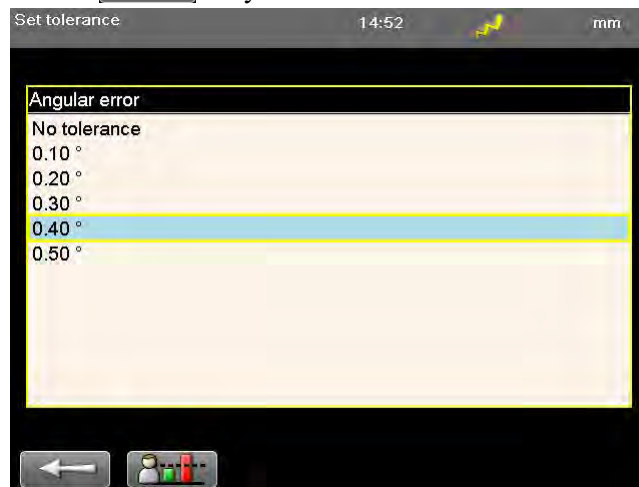 Set tolerance 14:52 mm
Angular error
No tolerance
0.10 °
0.20 °
0.30 °
0.40 °
0.50 °